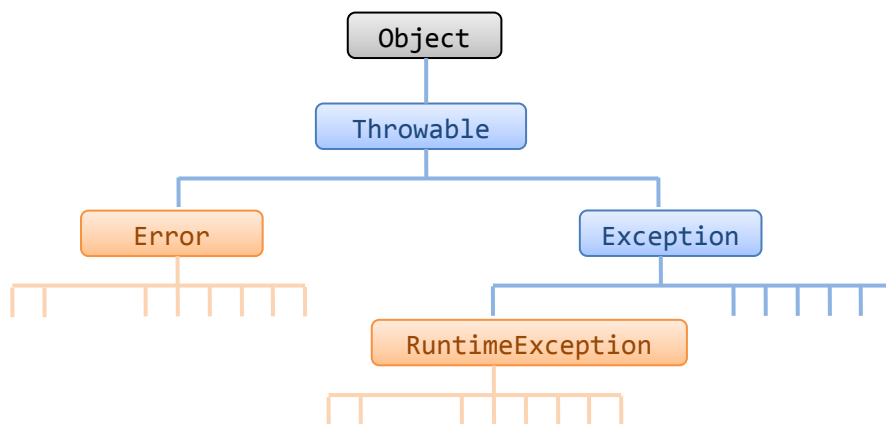 Object
Throwable
Error
Exception
RuntimeException